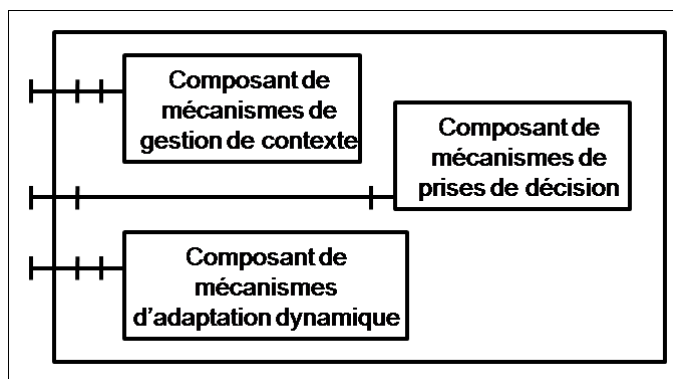 Composant de
mécanismes de
gestion de contexte
Composant de
mécanismes de
prises de décision
Composant de
mécanismes
d'adaptation dynamique